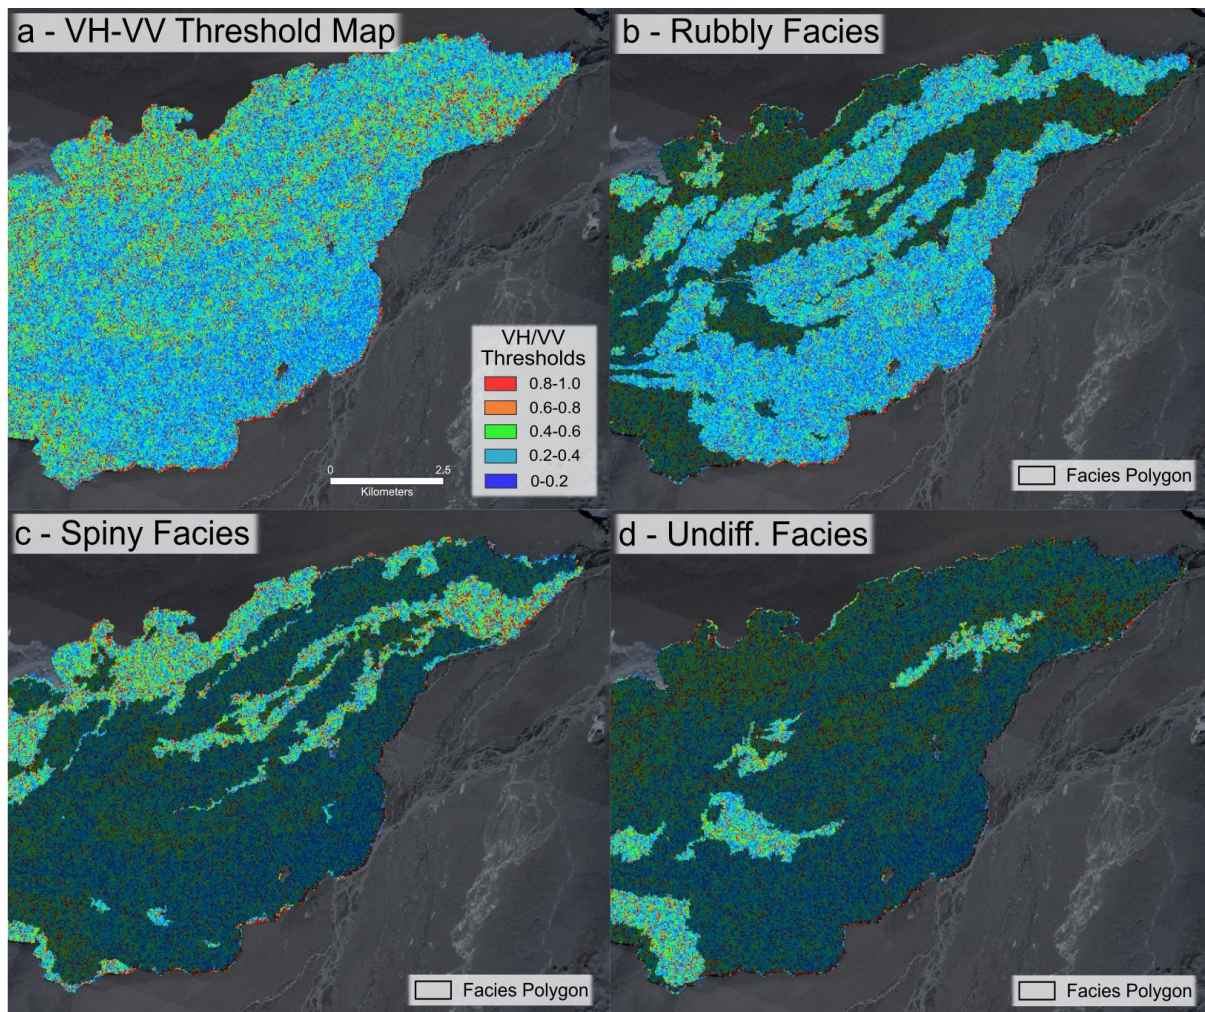 a - VH-VV Threshold Map
b - Rubbly Facies
VH/VV
Thresholds
0.8-1.0
0.6-0.8
0.4-0.6
0.2-0.4
0-0.2
0
2.5
Kilometers
Facies Polygon
c - Spiny Facies
d - Undiff. Facies
Facies Polygon
Facies Polygon